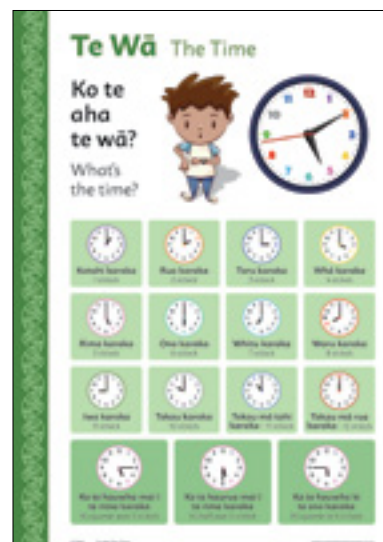 Te Wā The Time
Ko te
aha
te wā?
What's
the time?
Kotahi karaka
1 o'clock
Rua karaka
2 o'clock
Toru karaka
3 o'clock
Whā karaka
4 o'clock
Rima karaka
5 o'clock
Ono karaka
6 o'clock
Whitu karaka
7 o'clock
Waru karaka
8 o'clock
Iwa karaka
9 o'clock
Tekau karaka
10 o'clock
Tekau mā tahi
karaka 11 o'clock
Tekau mā rua
karaka 12 o'clock
Ko te hauwha mai i
te rima karaka
Ko te haurua mai i
te rima karaka
Ko te hauwha ki
te ono karaka